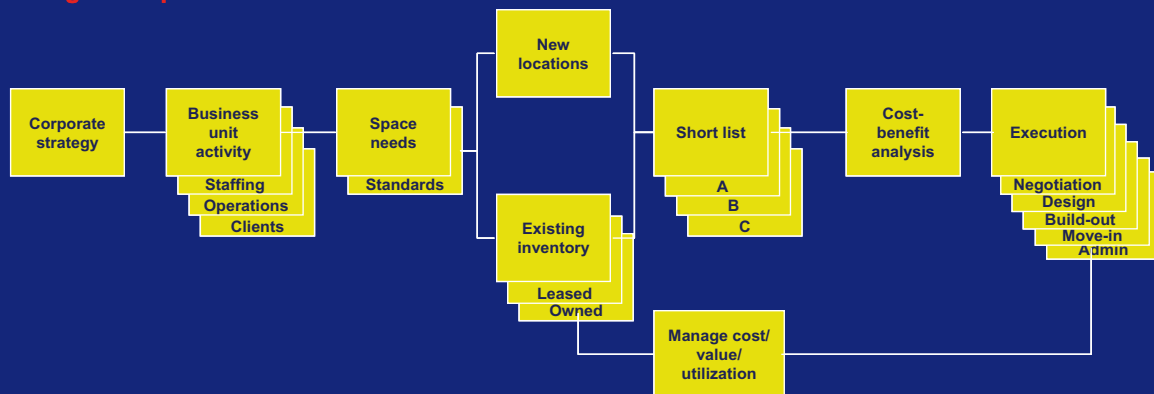 New
locations
Corporate
strategy
Business
unit
activity
Staffing
Operations
Clients
Space
needs
Standards
Existing
inventory
Leased
Owned
Short list
A
B
C
Cost-
benefit
analysis
Execution
Negotiation
Design
Build-out
Move-in
Admin
Manage cost/
value/
utilization